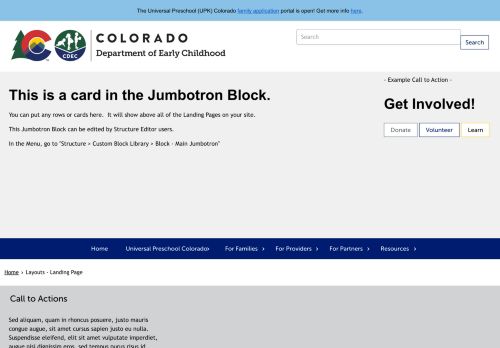 The Universal Preschool (UPK) Colorado family application portal is open! Get more info here.
COLORADO
Department of Early Childhood
CDEC
Search
Search
- Example Call to Action -
This is a card in the Jumbotron Block.
Get Involved!
You can put any rows or cards here. It will show above all of the Landing Pages on your site.
Donate
Volunteer
Learn
This Jumbotron Block can be edited by Structure Editor users.
In the Menu, go to "Structure > Custom Block Library > Block - Main Jumbotron"
Home
Universal Preschool Colorado›
For Families ›
For Providers ›
For Partners ›
Resources ›
Home › Layouts - Landing Page
Call to Actions
Sed aliquam, quam in rhoncus posuere, justo mauris
congue augue, sit amet cursus sapien justo eu nulla.
Suspendisse eleifend, elit sit amet vulputate imperdiet,
augue nisi dignissim eros, sed tempus purus risus id